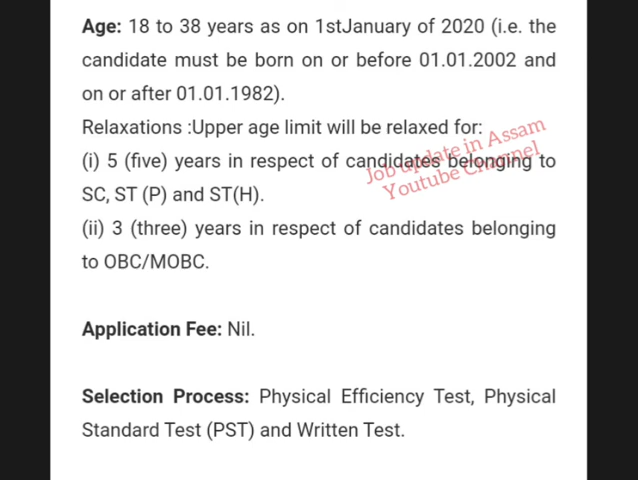 Age: 18 to 38 years as on 1stJanuary of 2020 (i.e. the
candidate must be born on or before 01.01.2002 and
on or after 01.01.1982).
Relaxations :Upper age limit will be relaxed for:
(i) 5 (five) years in respect of candidates belonging to
SC, ST (P) and ST(H).
(ii) 3 (three) years in respect of candidates belonging
to OBC/MOBC.
Application Fee: Nil.
Selection Process: Physical Efficiency Test, Physical
Standard Test (PST) and Written Test.
Job update in Assam
Youtube Channel